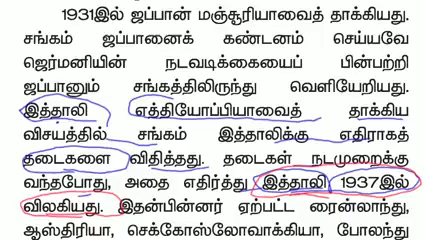 1931இல் ஜப்பான் மஞ்சூரியாவைத் தாக்கியது.
சங்கம் ஜப்பானைக் கண்டனம் செய்யவே
ஜெர்மனியின் நடவடிக்கையைப் பின்பற்றி
ஜப்பானும் சங்கத்திலிருந்து வெளியேறியது.
இத்தாலி எத்தியோப்பியாவைத் தாக்கிய
விசயத்தில் சங்கம் இத்தாலிக்கு எதிராகத்
தடைகளை விதித்தது. தடைகள் நடமுறைக்கு
வந்தபோது, அதை எதிர்த்து இத்தாலி 1937இல்
விலகியது. இதன்பின்னர் ஏற்பட்ட ரைன்லாந்து,
ஆஸ்திரியா, செக்கோஸ்லோவாக்கியா, போலந்து